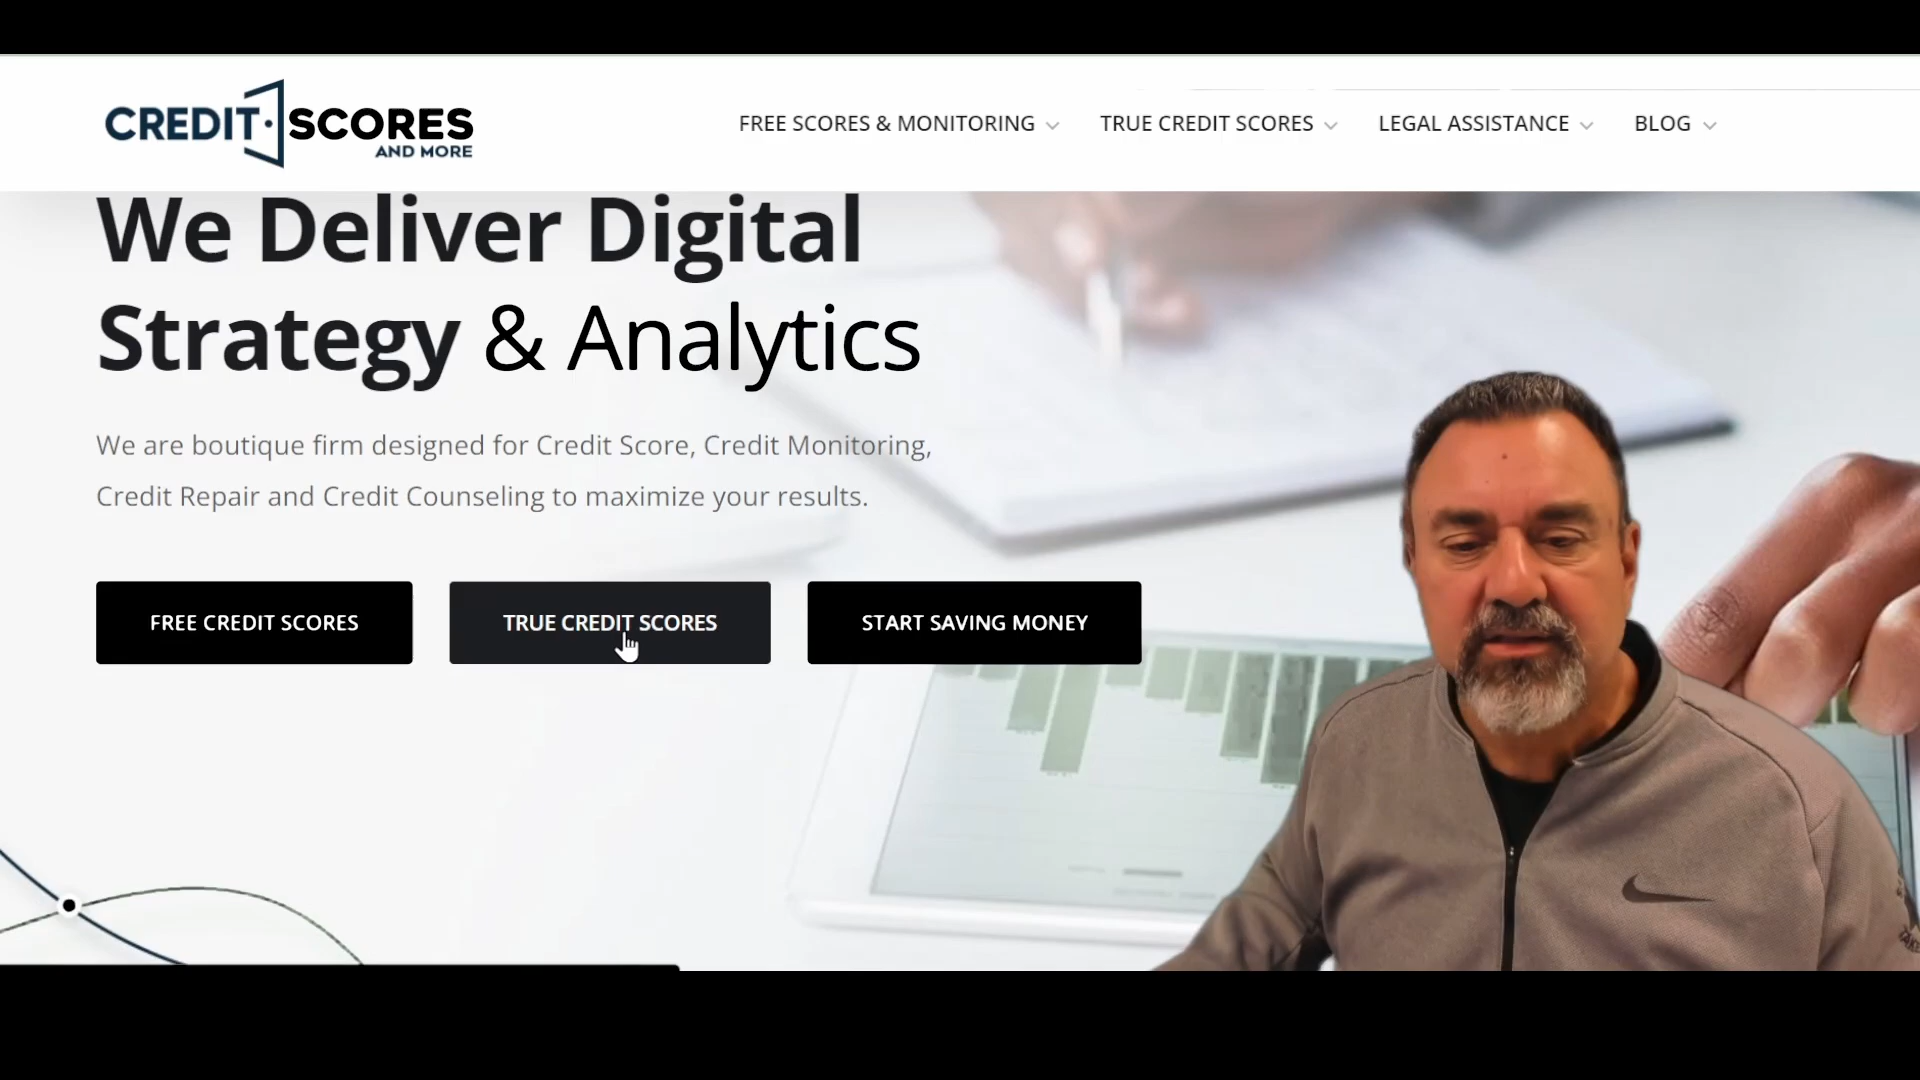 CREDIT SCORES
AND MORE
FREE SCORES & MONITORING TRUE CREDIT SCORES LEGAL ASSISTANCE BLOG
We Deliver Digital
Strategy & Analytics
We are boutique firm designed for Credit Score, Credit Monitoring,
Credit Repair and Credit Counseling to maximize your results.
FREE CREDIT SCORES
TRUE CREDIT SCORES
START SAVING MONEY